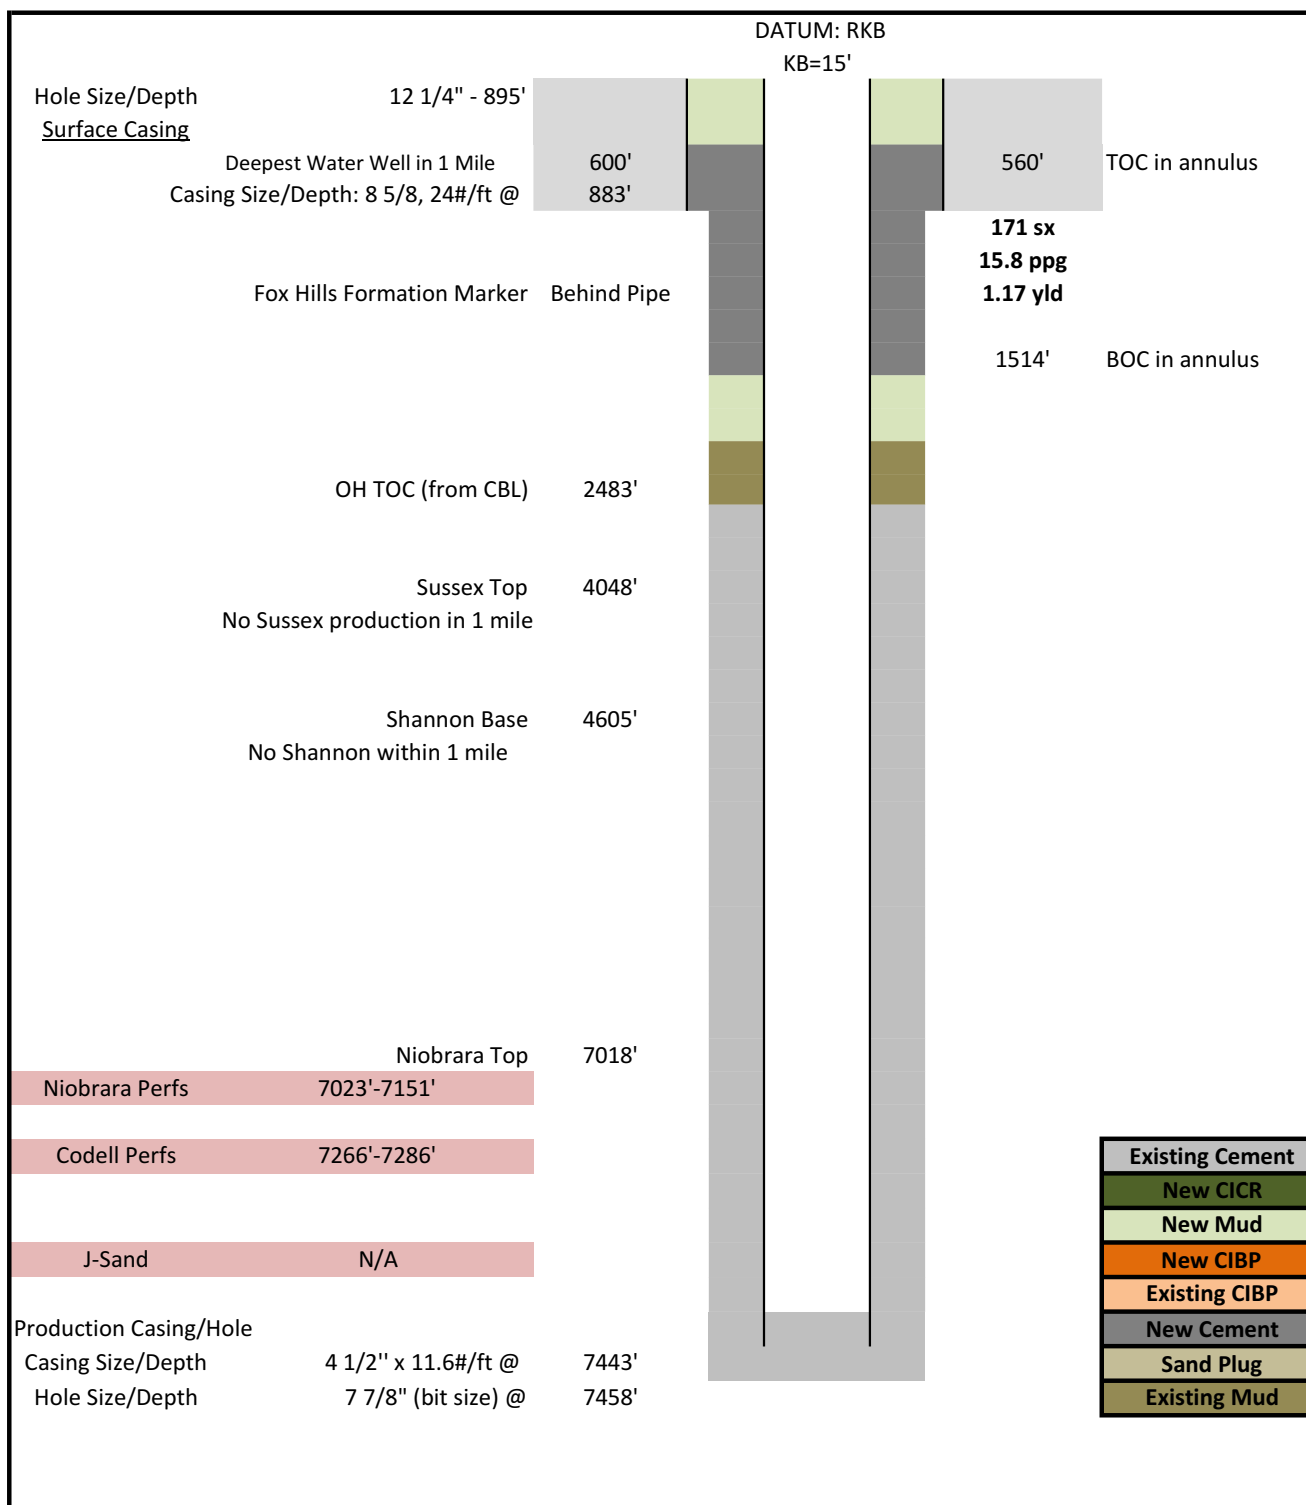 DATUM: RKB
KB=15'
Hole Size/Depth 12 1/4" - 895'
Surface Casing
Deepest Water Well in 1 Mile 600' 560' TOC in annulus
Casing Size/Depth: 8 5/8, 24#/ft @ 883'
171 sx
15.8 ppg
Fox Hills Formation Marker Behind Pipe 1.17 yld
1514' BOC in annulus
OH TOC (from CBL) 2483'
Sussex Top 4048'
No Sussex production in 1 mile
Shannon Base 4605'
No Shannon within 1 mile
Niobrara Top 7018'
Niobrara Perfs 7023'-7151'
Codell Perfs 7266'-7286'
Existing Cement
New CICR
New Mud
J-Sand N/A
New CIBP
Existing CIBP
Production Casing/Hole
New Cement
Casing Size/Depth 4 1/2'' x 11.6#/ft @ 7443'
Sand Plug
Hole Size/Depth 7 7/8" (bit size) @ 7458'
Existing Mud